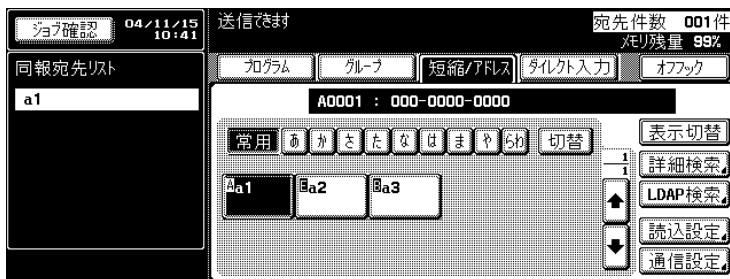 ジョブ確認 04/11/15 10:41
同報宛先リスト
a1
送信できます
宛先件数 001件
メモリ残量 99%
プログラム グループ 短縮/アドレス ダイレクト入力 オフフック
A0001 : 000-0000-0000
常用 あ か さ た な は ま や らわ 切替
表示切替
1/1
詳細検索
Aa1 Ea2 Ea3
LDAP検索
読込設定
通信設定